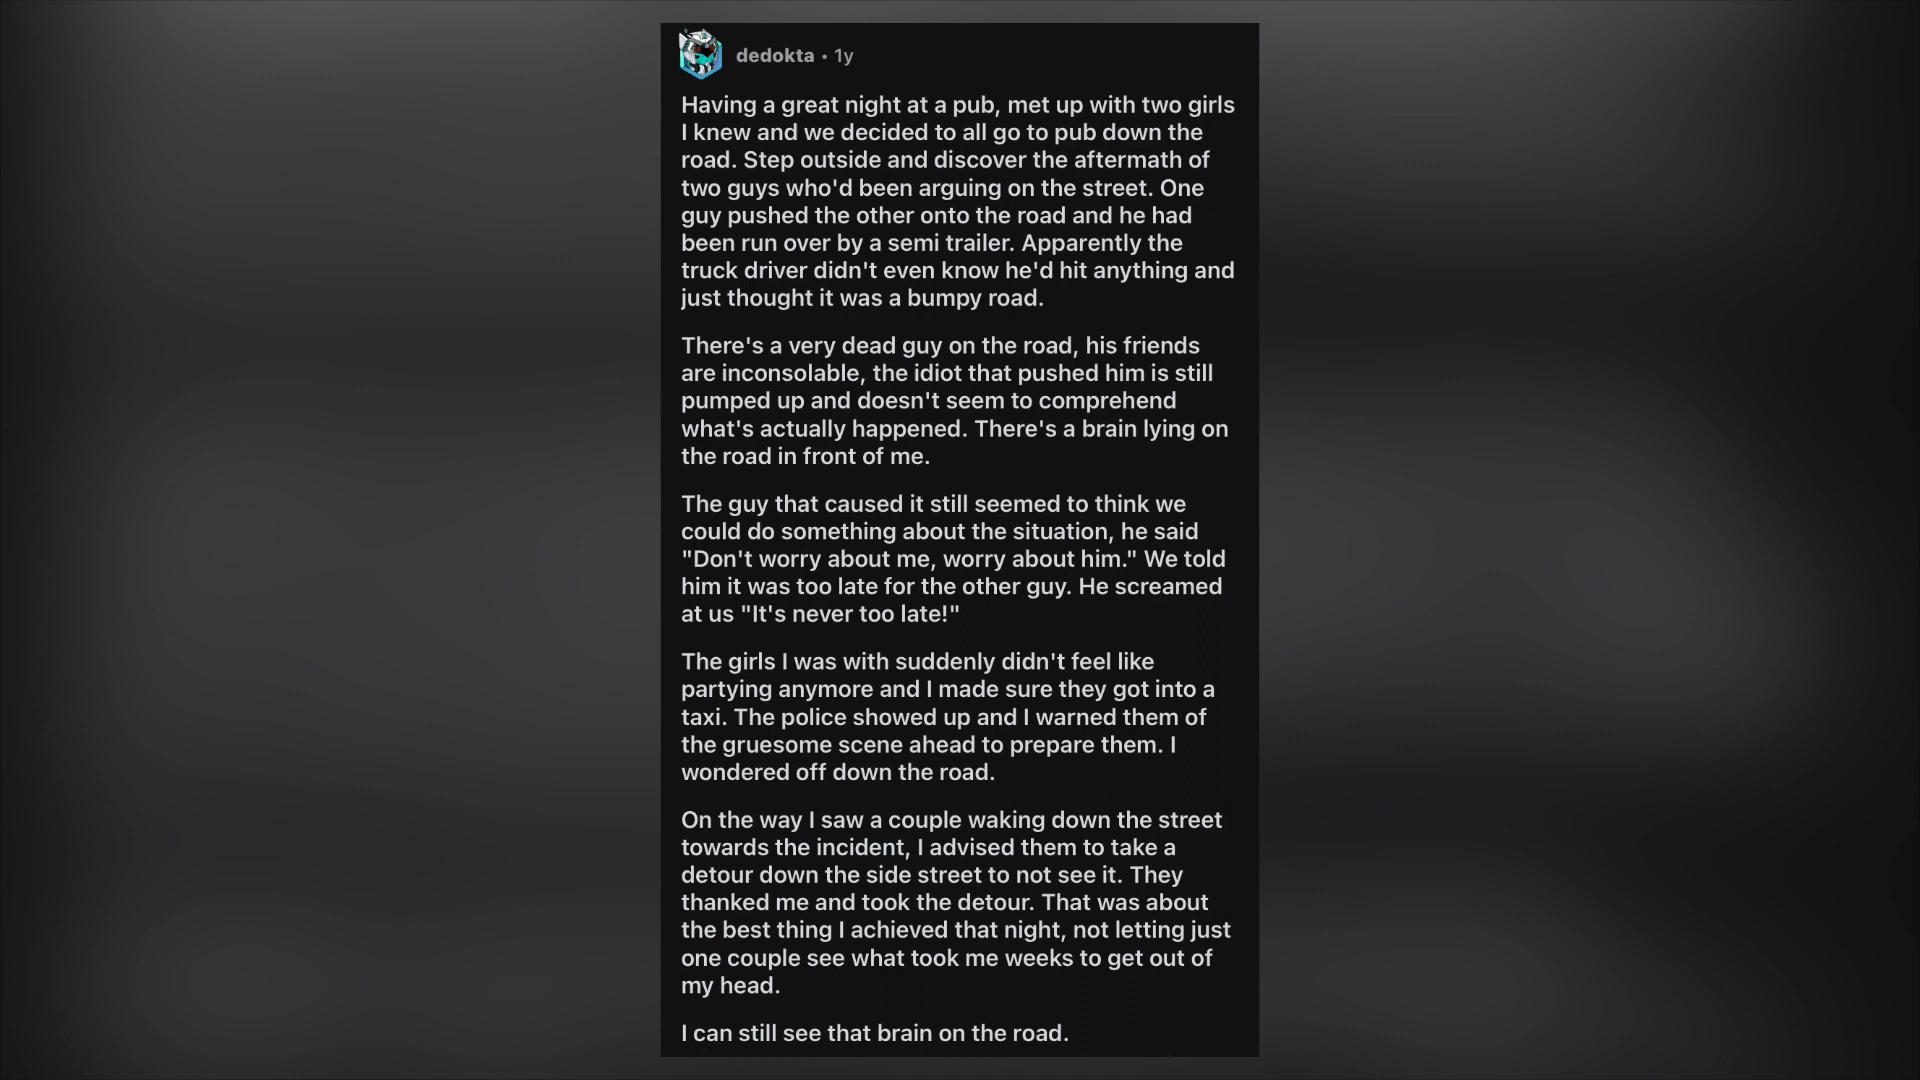 dedokta • 1y
Having a great night at a pub, met up with two girls
I knew and we decided to all go to pub down the
road. Step outside and discover the aftermath of
two guys who'd been arguing on the street. One
guy pushed the other onto the road and he had
been run over by a semi trailer. Apparently the
truck driver didn't even know he'd hit anything and
just thought it was a bumpy road.
There's a very dead guy on the road, his friends
are inconsolable, the idiot that pushed him is still
pumped up and doesn't seem to comprehend
what's actually happened. There's a brain lying on
the road in front of me.
The guy that caused it still seemed to think we
could do something about the situation, he said
"Don't worry about me, worry about him." We told
him it was too late for the other guy. He screamed
at us "It's never too late!"
The girls I was with suddenly didn't feel like
partying anymore and I made sure they got into a
taxi. The police showed up and I warned them of
the gruesome scene ahead to prepare them. I
wondered off down the road.
On the way I saw a couple waking down the street
towards the incident, I advised them to take a
detour down the side street to not see it. They
thanked me and took the detour. That was about
the best thing I achieved that night, not letting just
one couple see what took me weeks to get out of
my head.
I can still see that brain on the road.